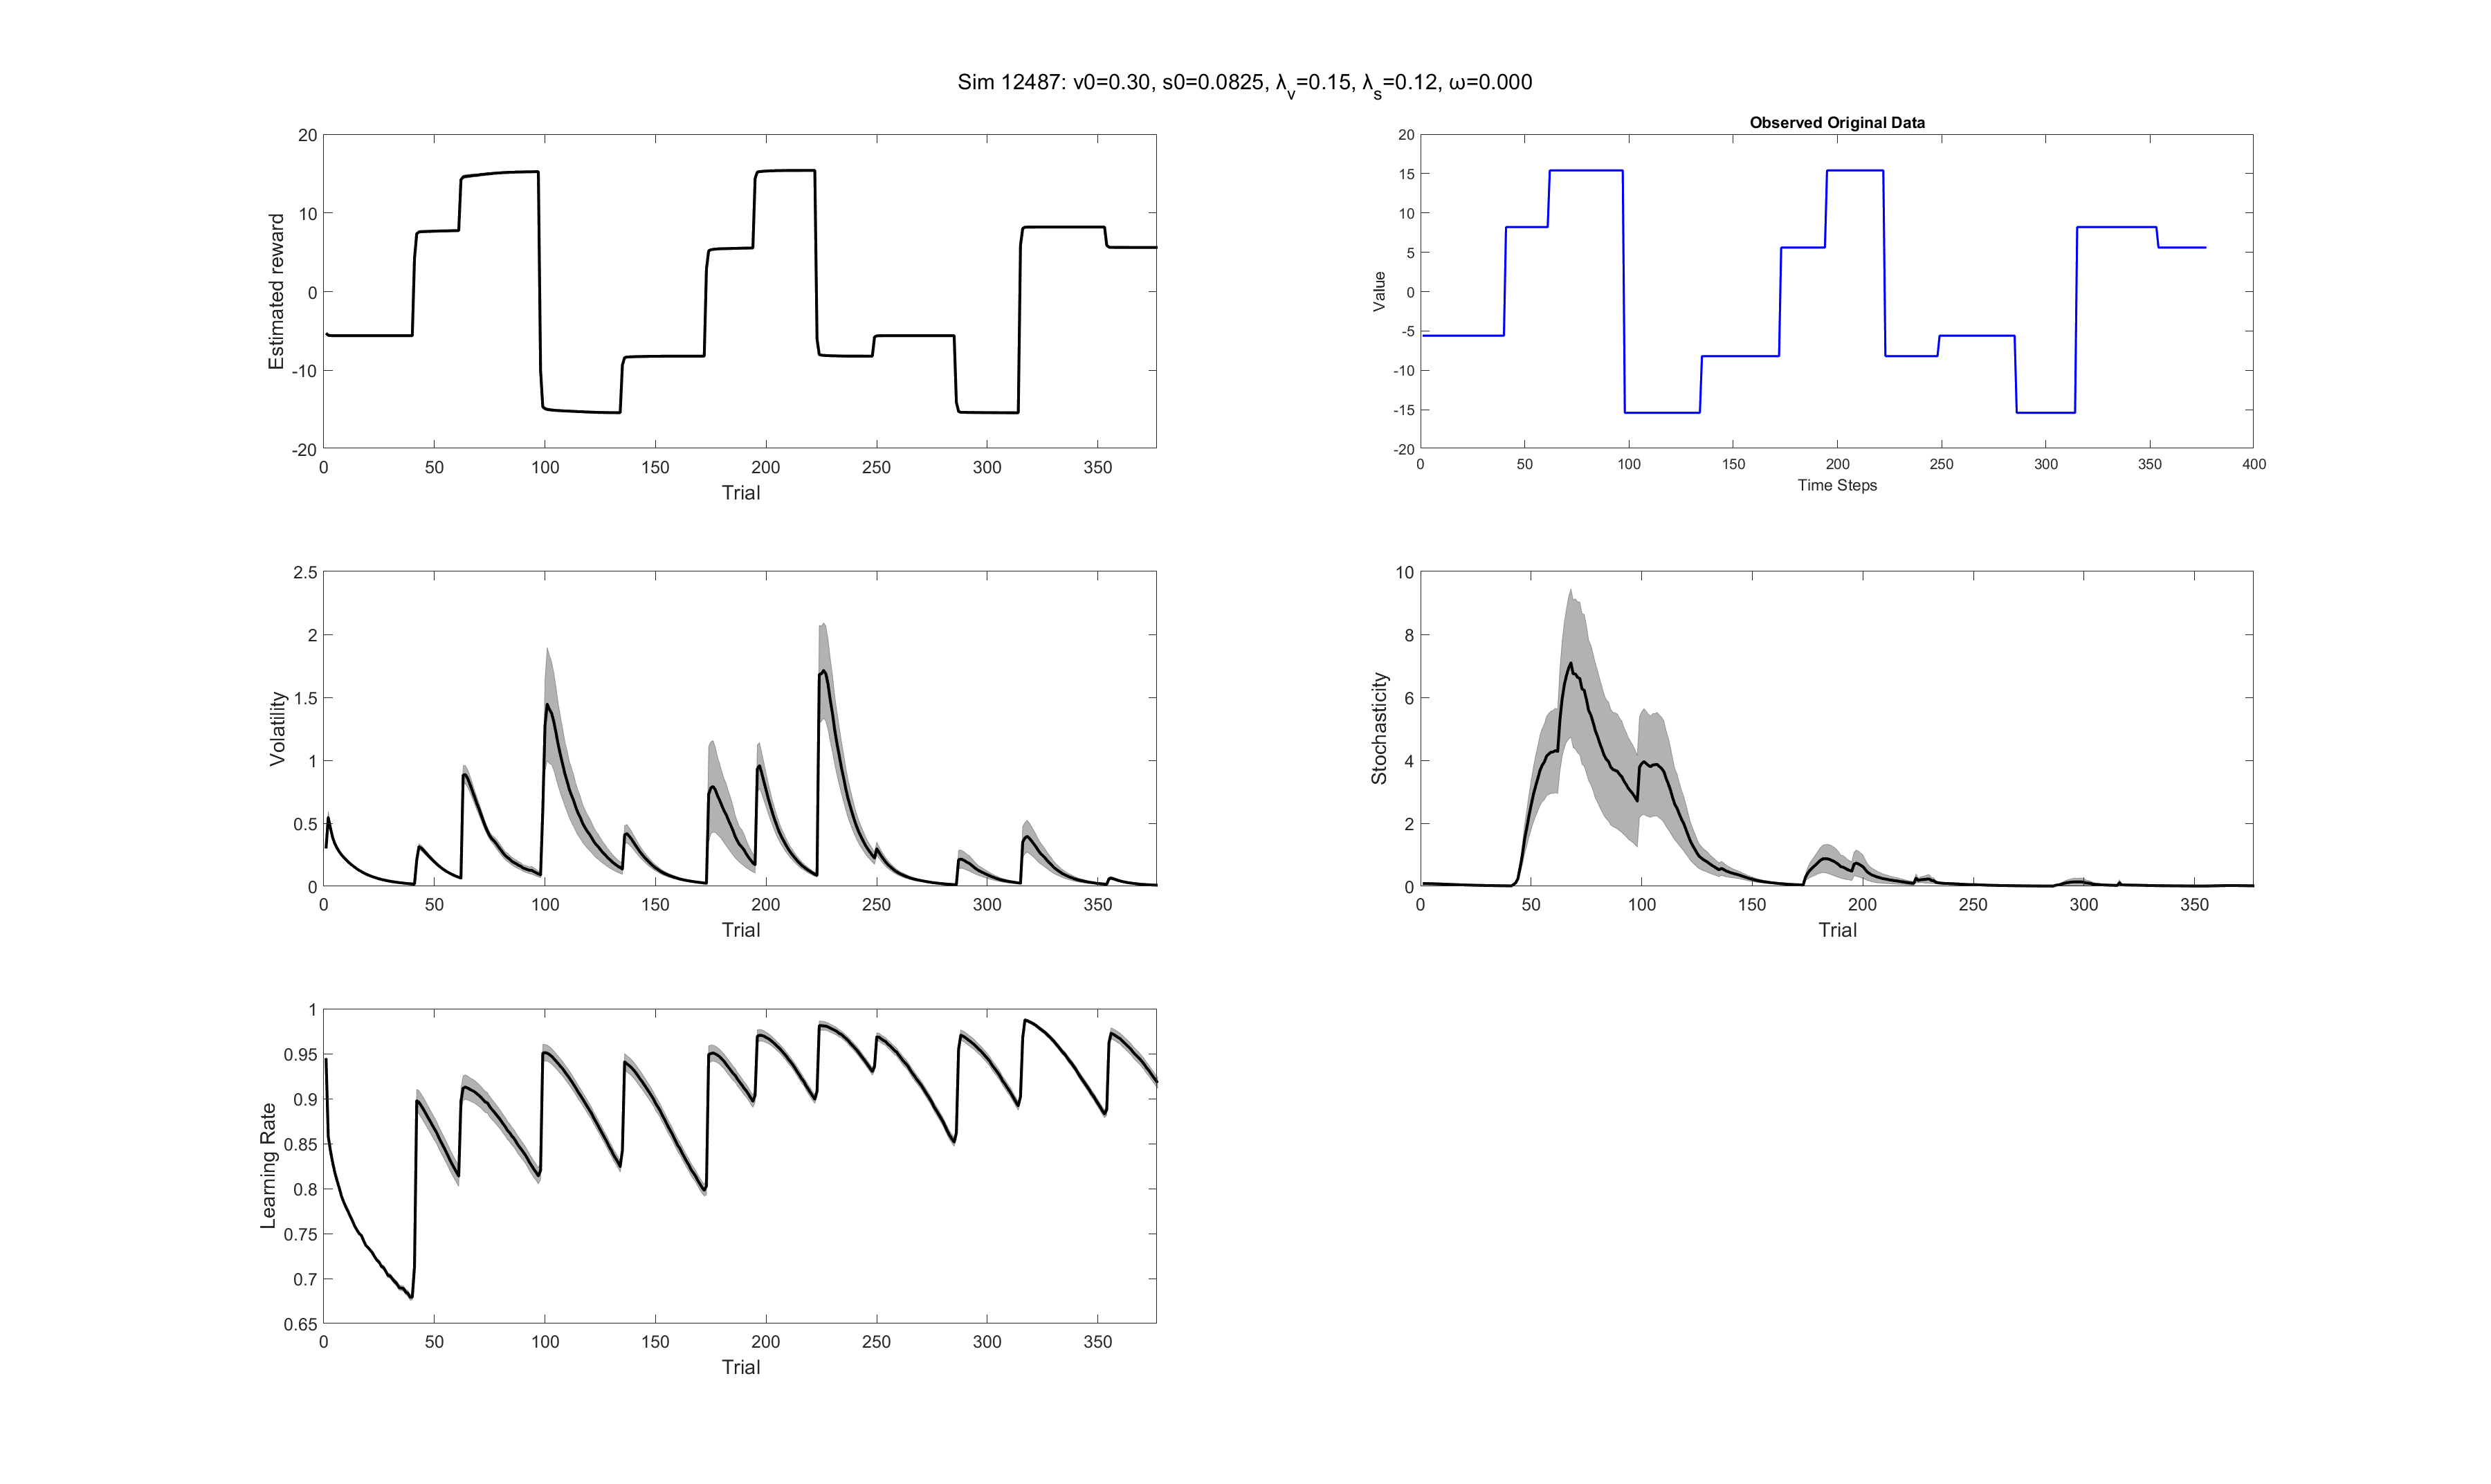 Sim 12487: v0=0.30, s0=0.0825, λv=0.15, λs=0.12, ω=0.000
Estimated reward
20
10
0
-10
-20
0 50 100 150 200 250 300 350
Trial
Observed Original Data
Value
20
15
10
5
0
-5
-10
-15
-20
0 50 100 150 200 250 300 350 400
Time Steps
Volatility
2.5
2
1.5
1
0.5
0
0 50 100 150 200 250 300 350
Trial
Stochasticity
10
8
6
4
2
0
0 50 100 150 200 250 300 350
Trial
Learning Rate
1
0.95
0.9
0.85
0.8
0.75
0.7
0.65
0 50 100 150 200 250 300 350
Trial